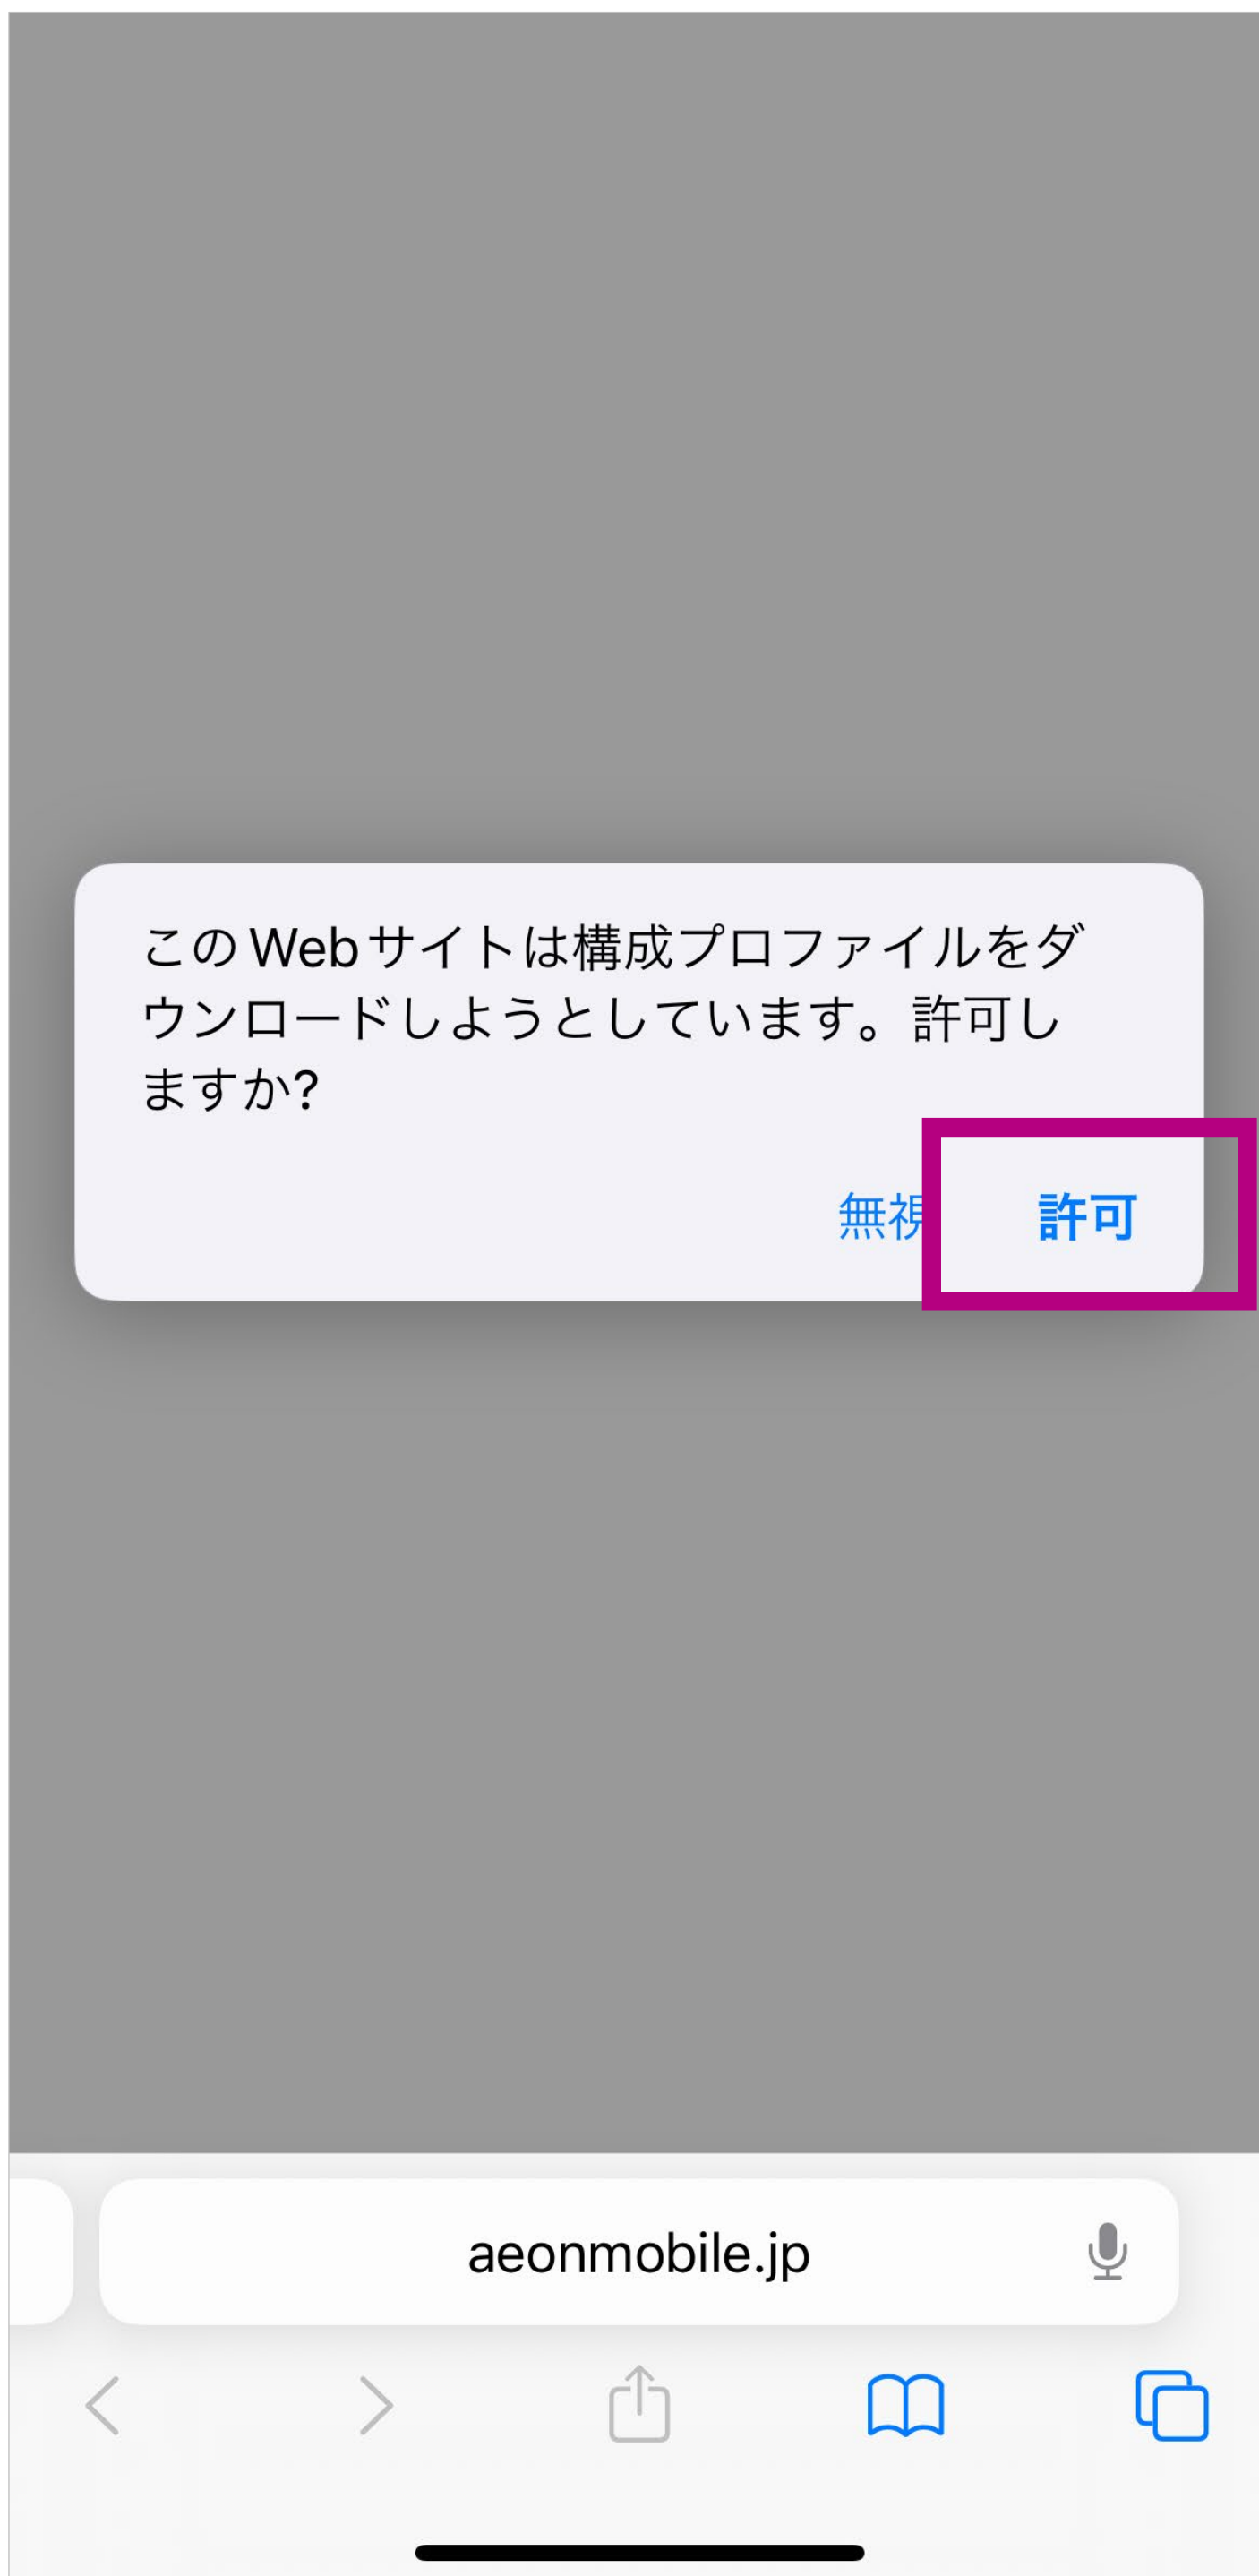 このWebサイトは構成プロファイルをダ
ウンロードしようとしています。許可し
ますか?
無視 許可
aeonmobile.jp